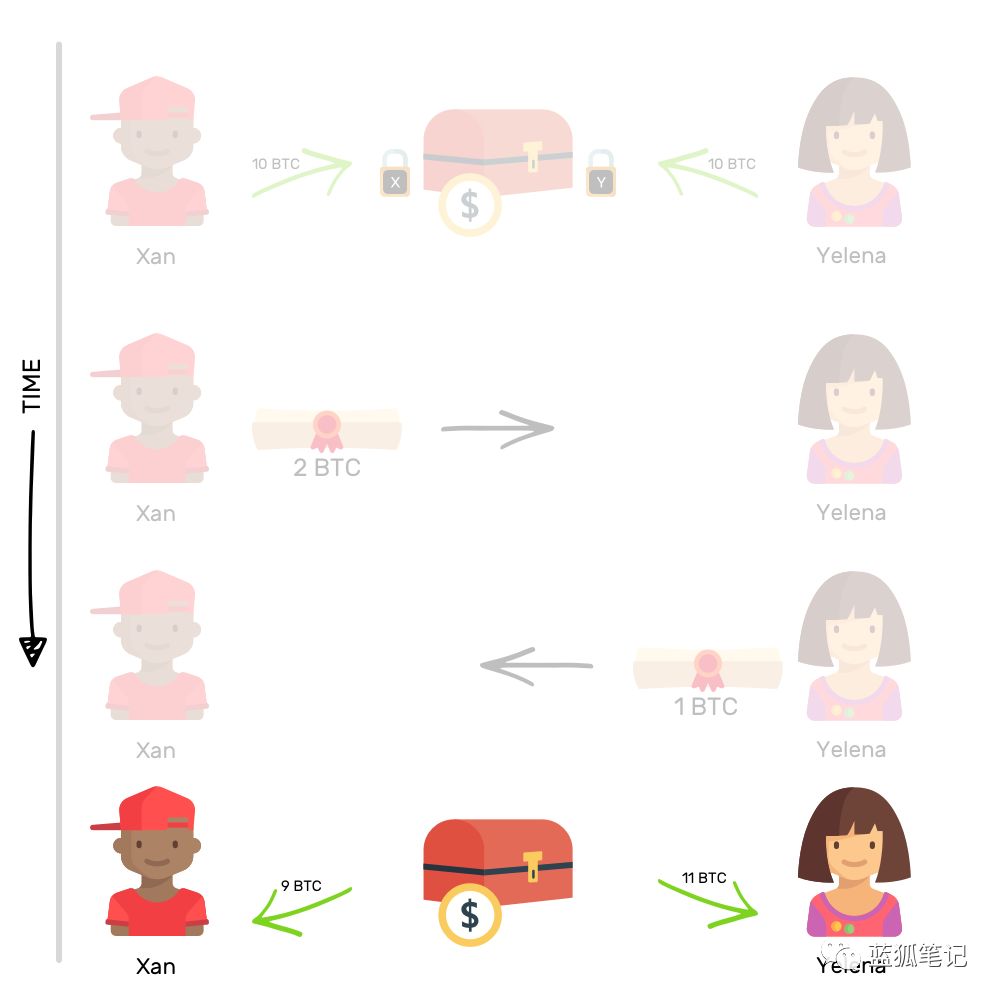 10 BTC
X
$
Y
10 BTC
Xan
Yelena
TIME
2 BTC
Xan
Yelena
1 BTC
Xan
Yelena
9 BTC
$
11 BTC
Xan
Yelena
蓝狐笔记